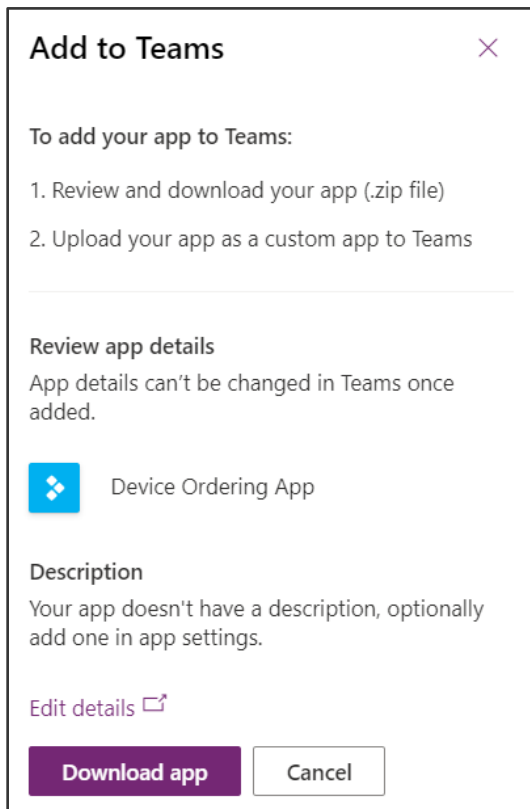 Add to Teams
To add your app to Teams:
1. Review and download your app (.zip file)
2. Upload your app as a custom app to Teams
Review app details
App details can't be changed in Teams once
added.
Device Ordering App
Description
Your app doesn't have a description, optionally
add one in app settings.
Edit details
Download app
Cancel